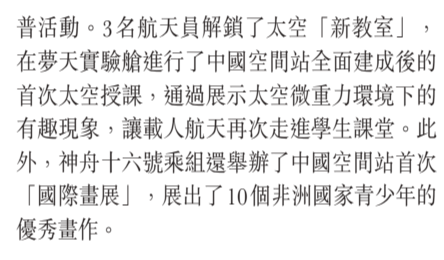 普活動。3名航天員解鎖了太空「新教室」，
在夢天實驗艙進行了中國空間站全面建成後的
首次太空授課，通過展示太空微重力環境下的
有趣現象，讓載人航天再次走進學生課堂。此
外，神舟十六號乘組還舉辦了中國空間站首次
「國際畫展」，展出了10個非洲國家青少年的
優秀畫作。